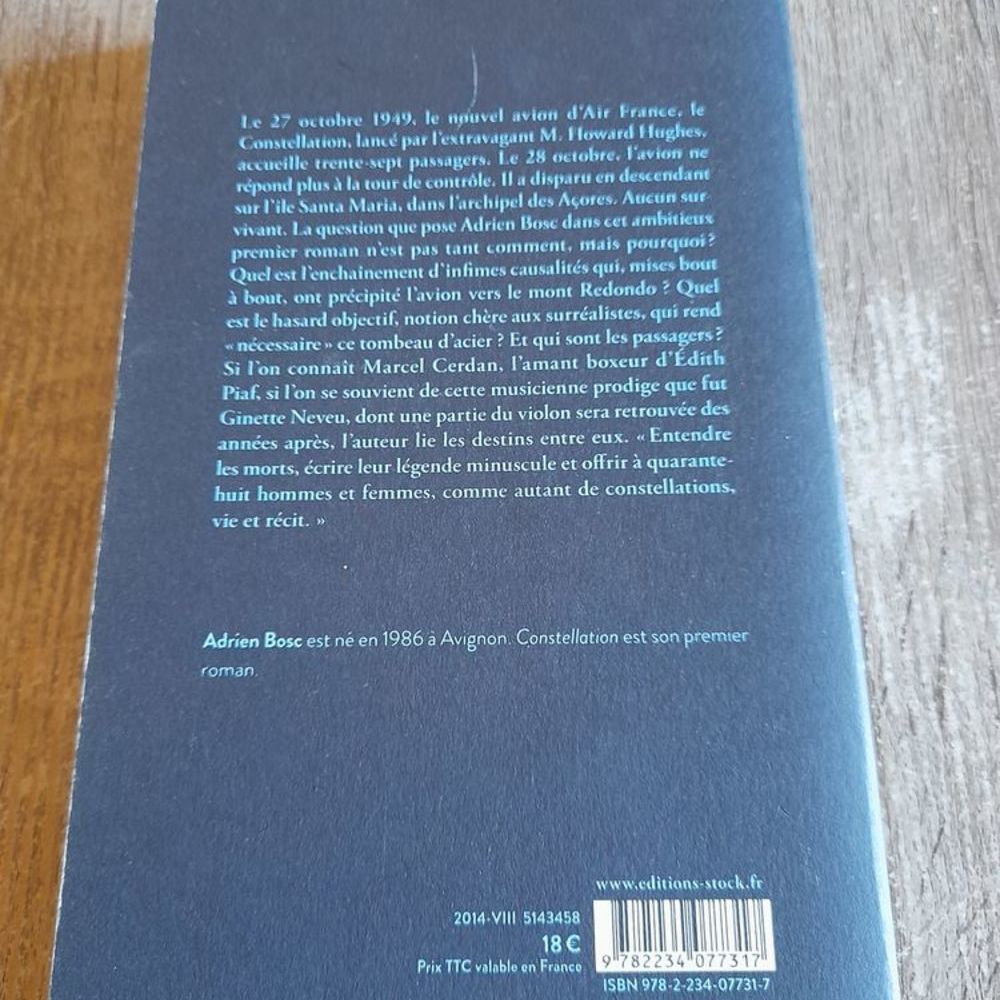 Le 27 octobre 1949, le nouvel avion d'Air France, le
Constellation, lancé par l'extravagant M. Howard Hughes,
accueille trente-sept passagers. Le 28 octobre, l'avion ne
répond plus à la tour de contrôle. Il a disparu en descendant
sur l'île Santa Maria, dans l'archipel des Açores. Aucun sur-
vivant. La question que pose Adrien Bosc dans cet ambitieux
premier roman n'est pas tant comment, mais pourquoi ?
Quel est l'enchaînement d'infimes causalités qui, mises bout
à bout, ont précipité l'avion vers le mont Redondo ? Quel
est le hasard objectif, notion chère aux surréalistes, qui rend
« nécessaire » ce tombeau d'acier ? Et qui sont les passagers ?
Si l'on connaît Marcel Cerdan, l'amant boxeur d'Édith
Piaf, si l'on se souvient de cette musicienne prodige que fut
Ginette Neveu, dont une partie du violon sera retrouvée des
années après, l'auteur lie les destins entre eux. « Entendre
les morts, écrire leur légende minuscule et offrir à quarante-
huit hommes et femmes, comme autant de constellations,
vie et récit. »
Adrien Bosc est né en 1986 à Avignon. Constellation est son premier
roman.
www.editions-stock.fr
2014-VIII 5143458
18 €
Prix TTC valable en France
9 782234 077317
ISBN 978-2-234-07731-7